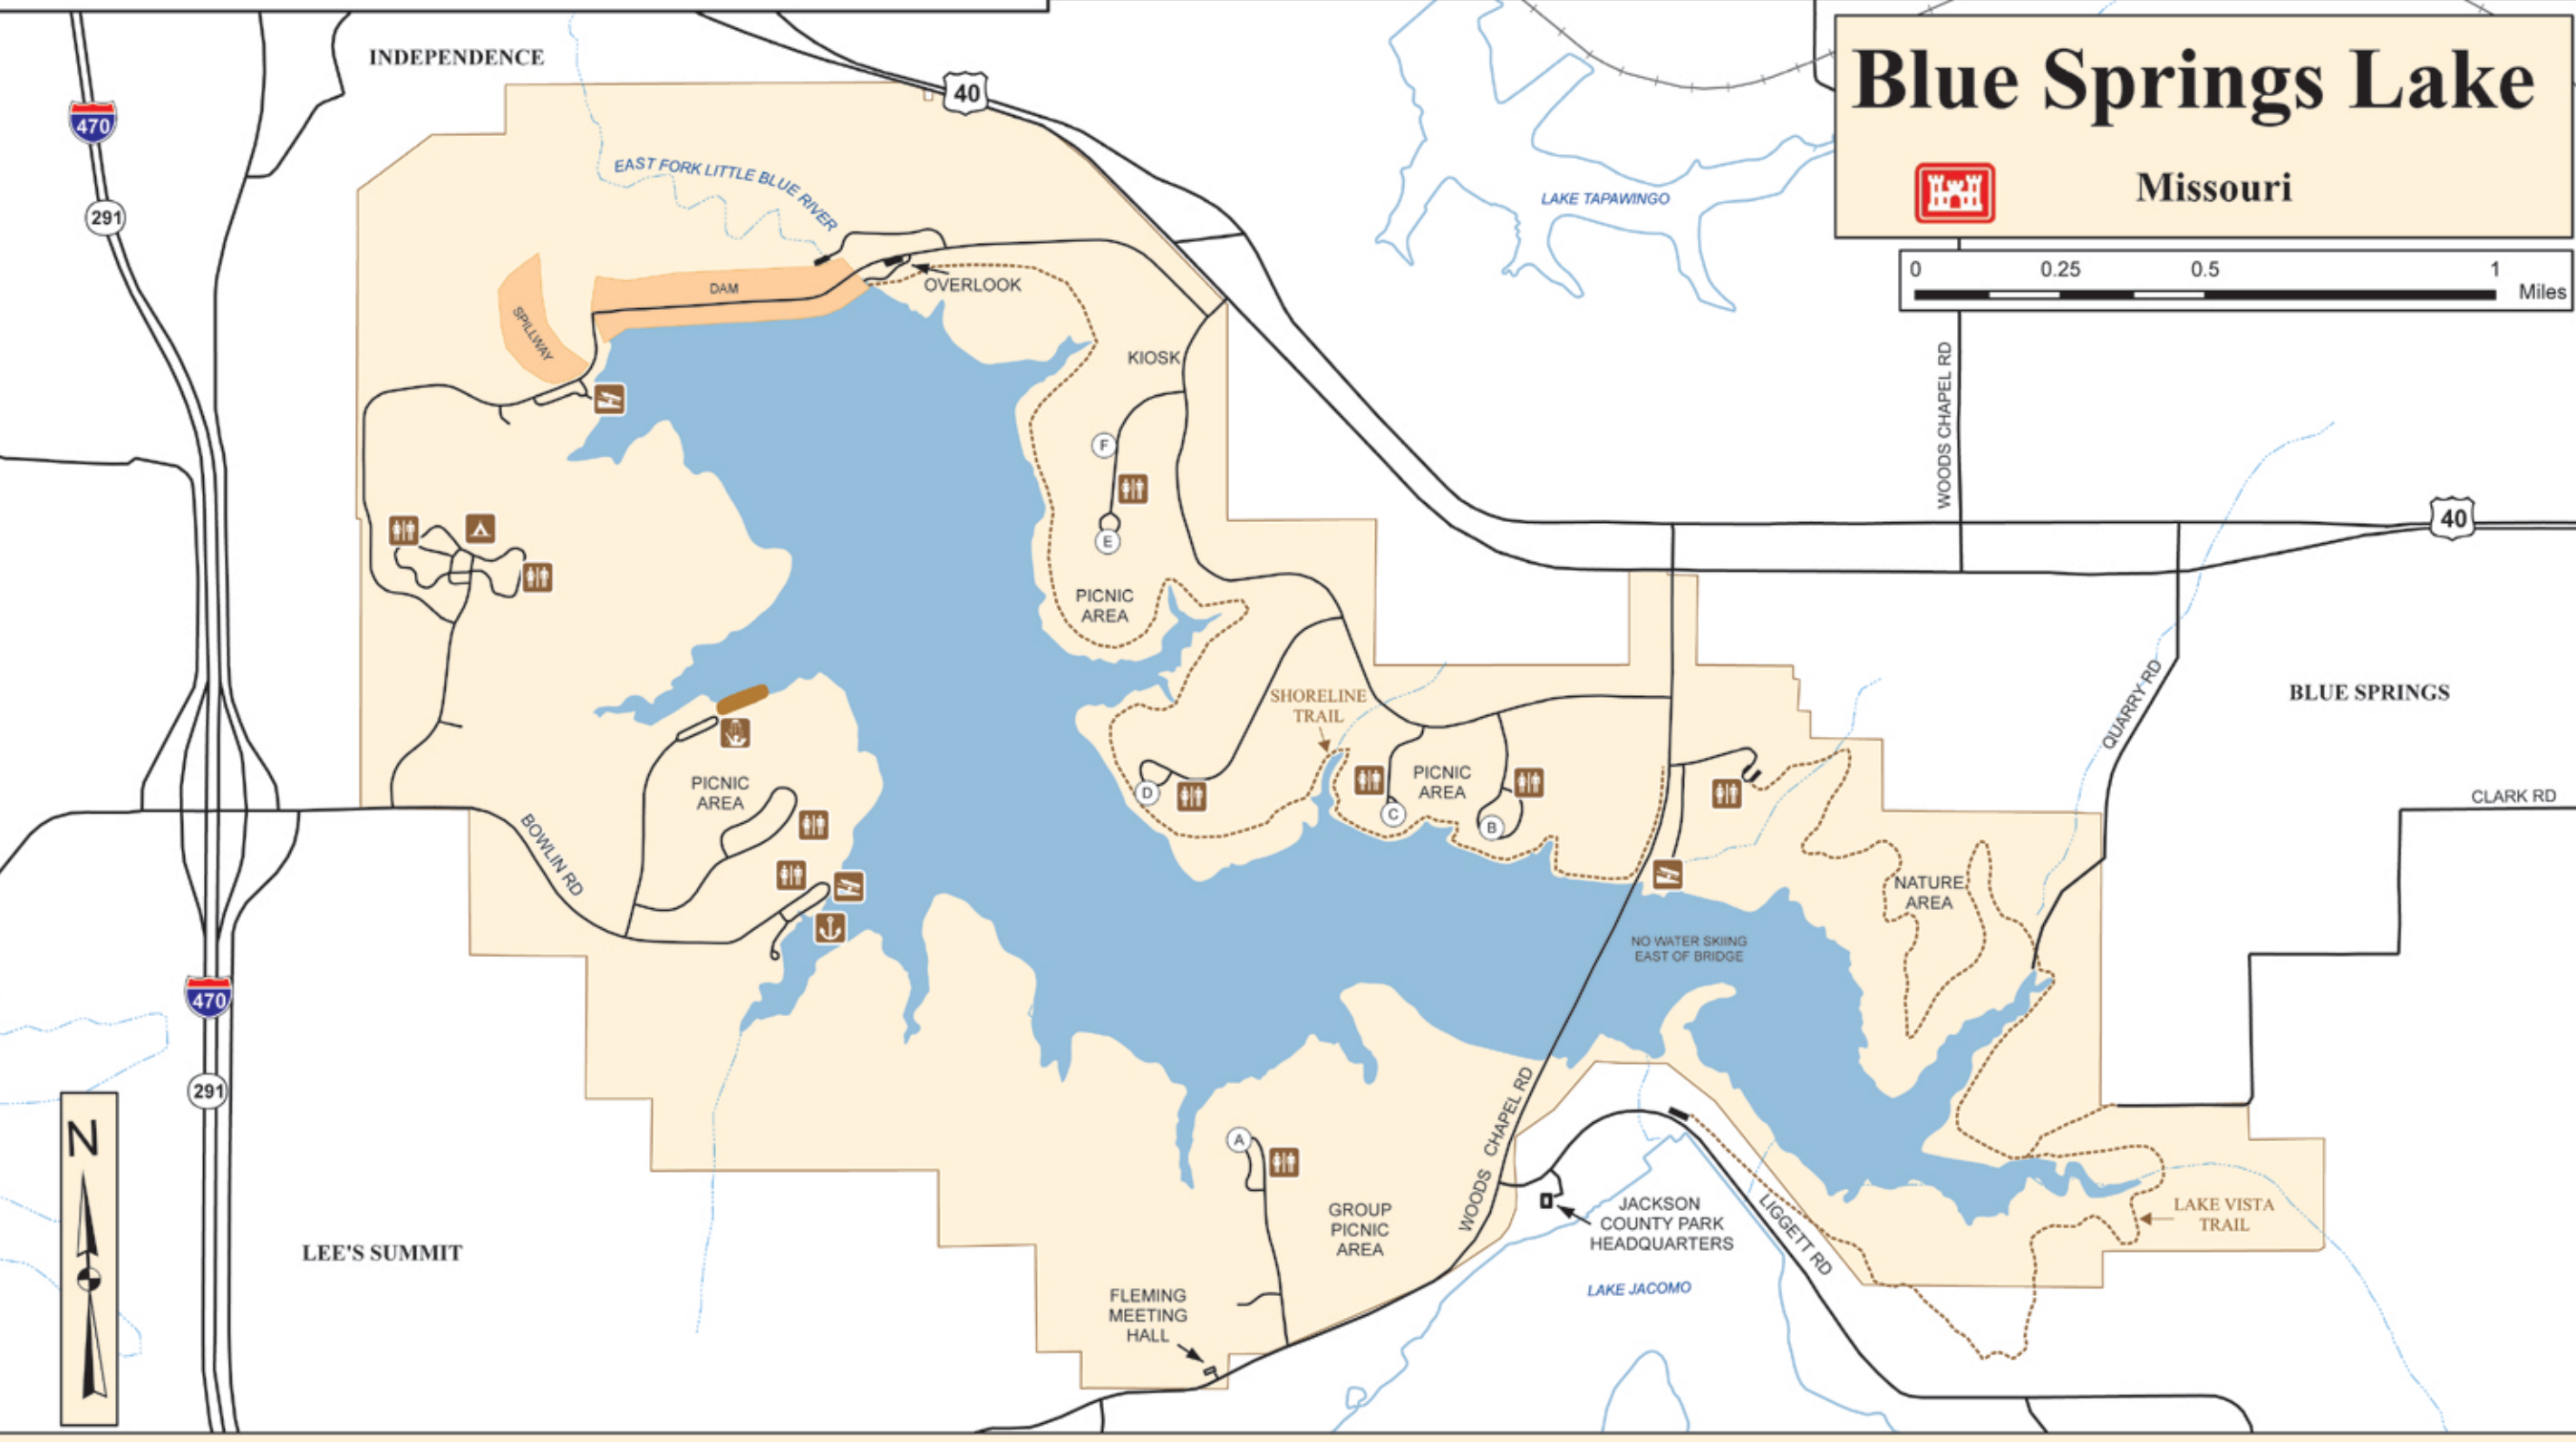 Blue Springs Lake
Missouri
0 0.25 0.5 1
Miles
INDEPENDENCE
40
470
291
EAST FORK LITTLE BLUE RIVER
LAKE TAPAWINGO
OVERLOOK
DAM
SPILLWAY
KIOSK
WOODS CHAPEL RD
F
E
40
PICNIC
AREA
SHORELINE
TRAIL
QUARRY RD
BLUE SPRINGS
PICNIC
AREA
D
PICNIC
AREA
C
B
CLARK RD
BOWLIN RD
NATURE
AREA
NO WATER SKIING
EAST OF BRIDGE
470
291
N
A
WOODS CHAPEL RD
GROUP
PICNIC
AREA
JACKSON
COUNTY PARK
HEADQUARTERS
LIGGETT RD
LAKE VISTA
TRAIL
LEE'S SUMMIT
LAKE JACOMO
FLEMING
MEETING
HALL